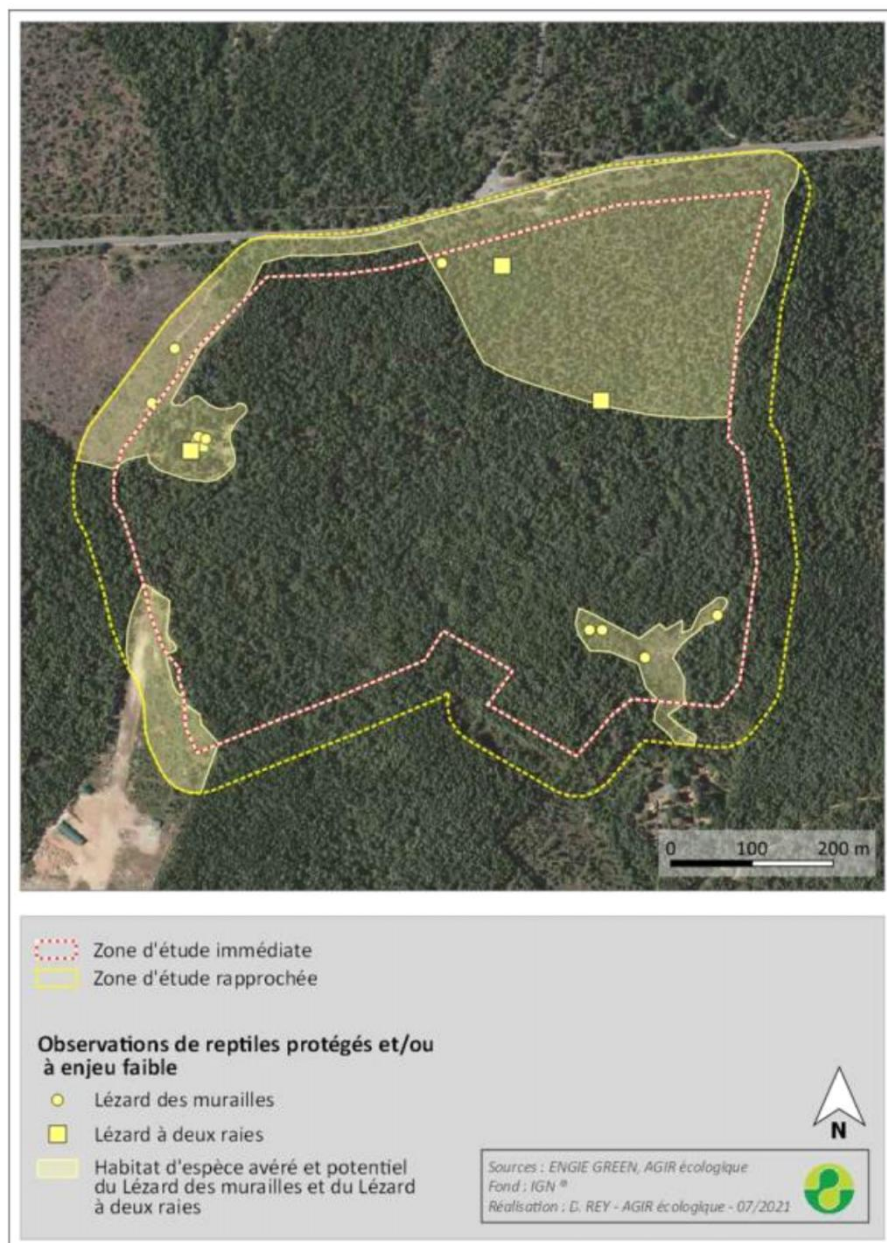 0 100 200 m
Zone d'étude immédiate
Zone d'étude rapprochée
Observations de reptiles protégés et/ou
à enjeu faible
Lézard des murailles
Lézard à deux raies
Habitat d'espèce avéré et potentiel
du Lézard des murailles et du Lézard
à deux raies
N
Sources : ENGIE GREEN, AGIR écologique
Fond : IGN ®
Réalisation : D. REY - AGIR écologique - 07/2021